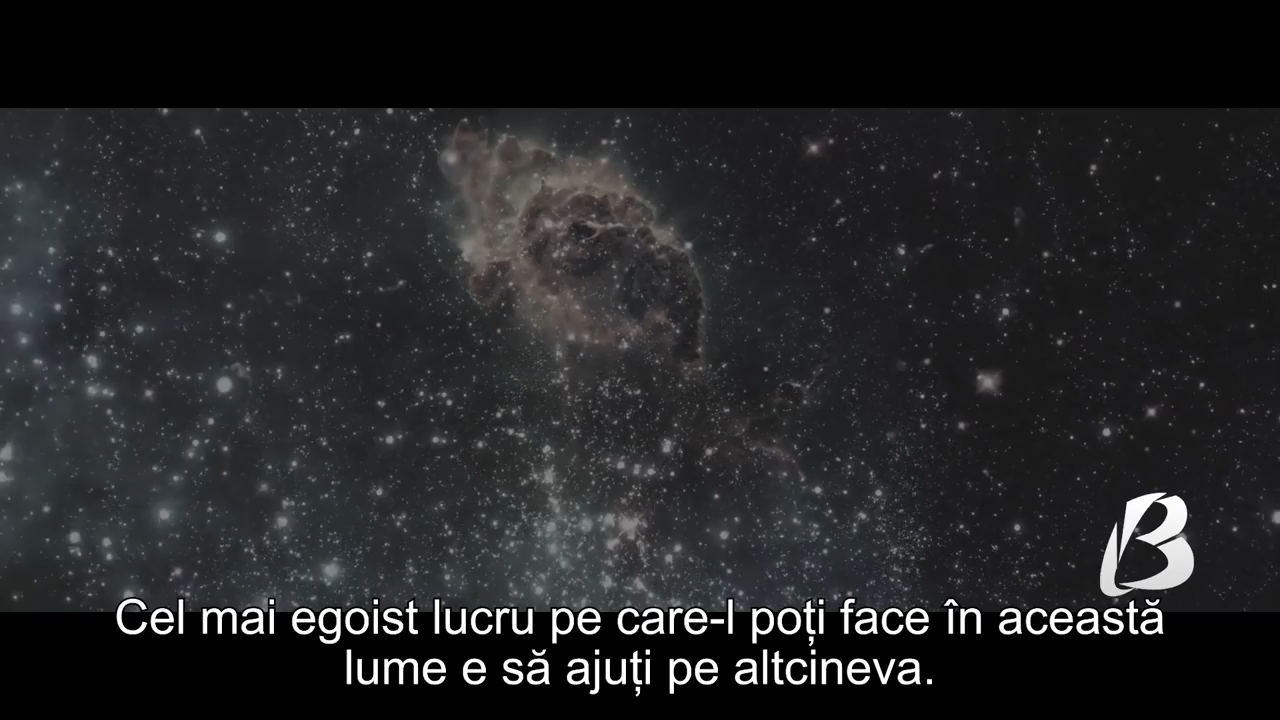 B
Cel mai egoist lucru pe care-l poți face în această
lume e să ajuți pe altcineva.